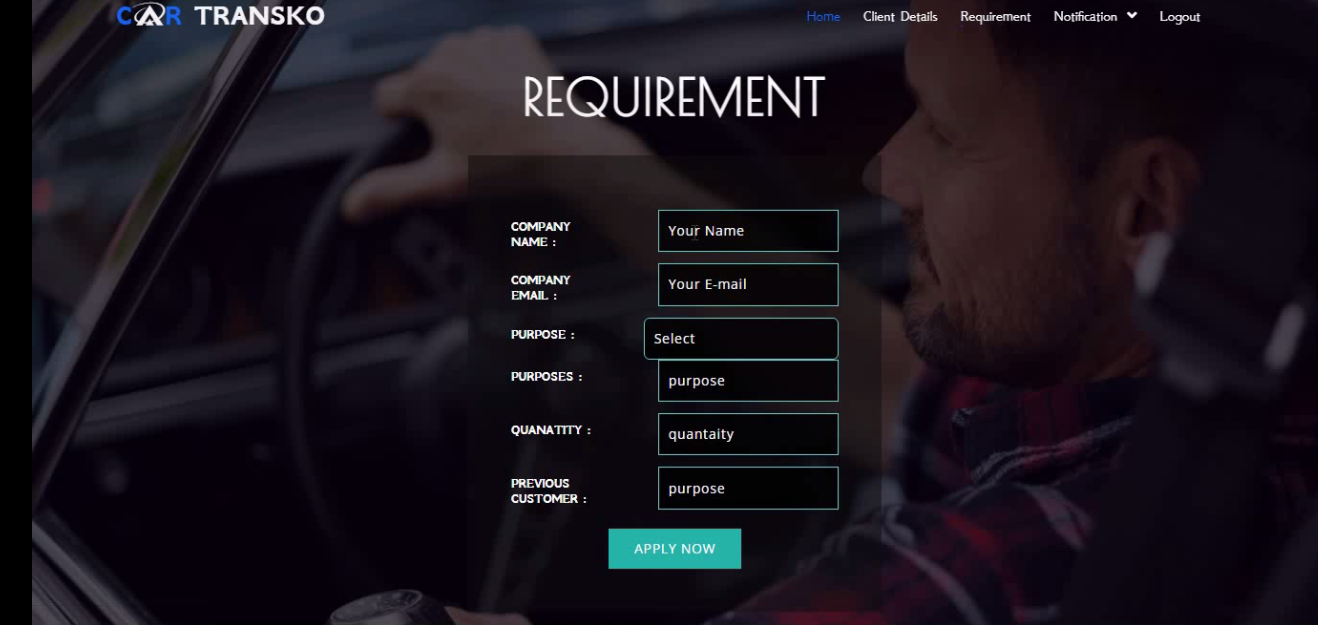 CAR TRANSKO
Home Client Details Requirement Notification Logout
REQUIREMENT
COMPANY
NAME :
Your Name
COMPANY
EMAIL :
Your E-mail
PURPOSE :
Select
PURPOSES :
purpose
QUANATITY :
quantaity
PREVIOUS
CUSTOMER :
purpose
APPLY NOW